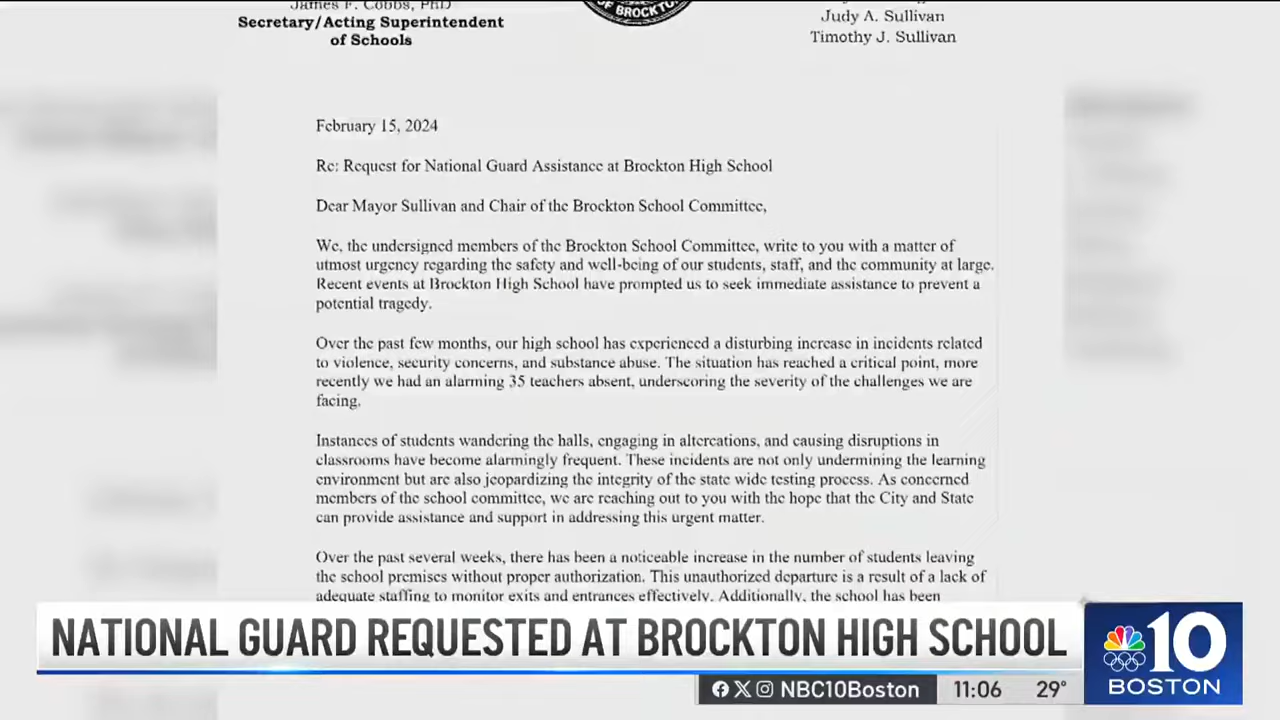 James F. Cobbs, PhD
Secretary/Acting Superintendent
of Schools
OF BROCKTON
Judy A. Sullivan
Timothy J. Sullivan
February 15, 2024
Re: Request for National Guard Assistance at Brockton High School
Dear Mayor Sullivan and Chair of the Brockton School Committee,
We, the undersigned members of the Brockton School Committee, write to you with a matter of
utmost urgency regarding the safety and well-being of our students, staff, and the community at large.
Recent events at Brockton High School have prompted us to seek immediate assistance to prevent a
potential tragedy.
Over the past few months, our high school has experienced a disturbing increase in incidents related
to violence, security concerns, and substance abuse. The situation has reached a critical point, more
recently we had an alarming 35 teachers absent, underscoring the severity of the challenges we are
facing.
Instances of students wandering the halls, engaging in altercations, and causing disruptions in
classrooms have become alarmingly frequent. These incidents are not only undermining the learning
environment but are also jeopardizing the integrity of the state wide testing process. As concerned
members of the school committee, we are reaching out to you with the hope that the City and State
can provide assistance and support in addressing this urgent matter.
Over the past several weeks, there has been a noticeable increase in the number of students leaving
the school premises without proper authorization. This unauthorized departure is a result of a lack of
adequate staffing to monitor exits and entrances effectively. Additionally, the school has been
NATIONAL GUARD REQUESTED AT BROCKTON HIGH SCHOOL
10
BOSTON
NBC10Boston 11:06 29°